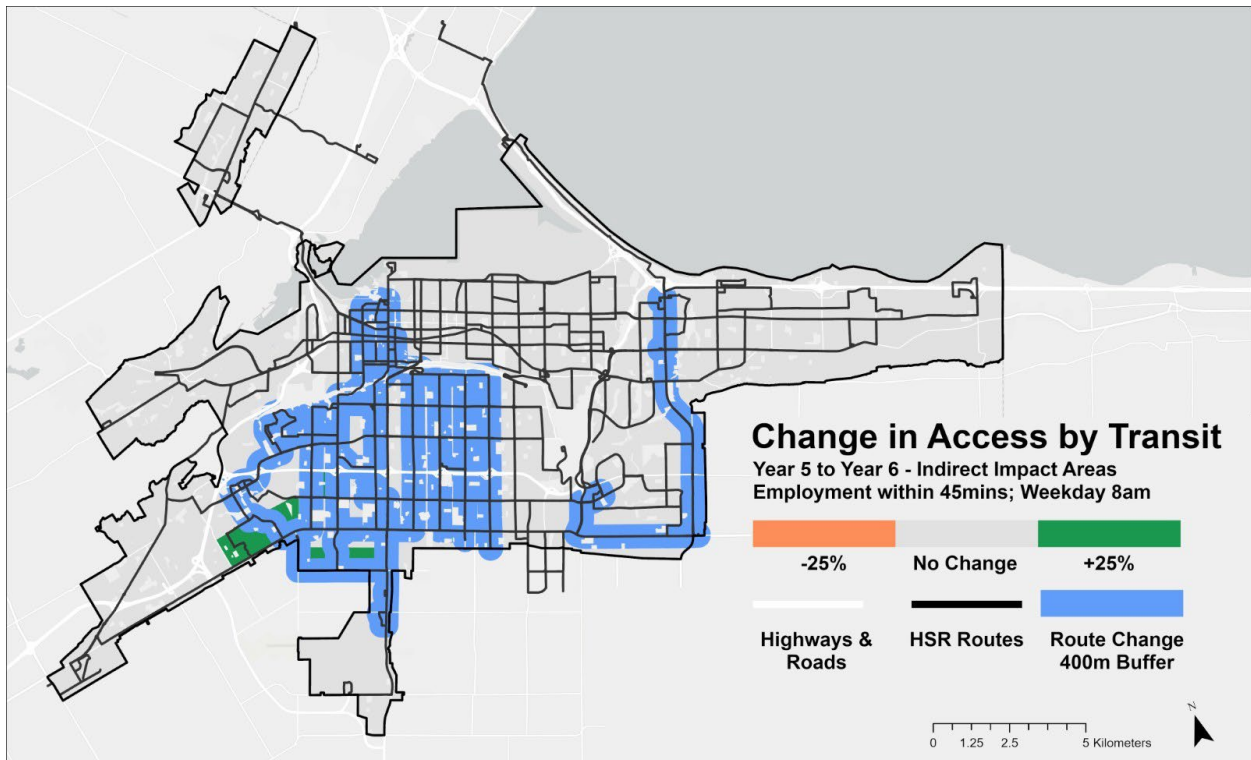 Change in Access by Transit
Year 5 to Year 6 - Indirect Impact Areas
Employment within 45mins; Weekday 8am
-25% No Change +25%
Highways & Roads
HSR Routes
Route Change 400m Buffer
N
0 1.25 2.5 5 Kilometers